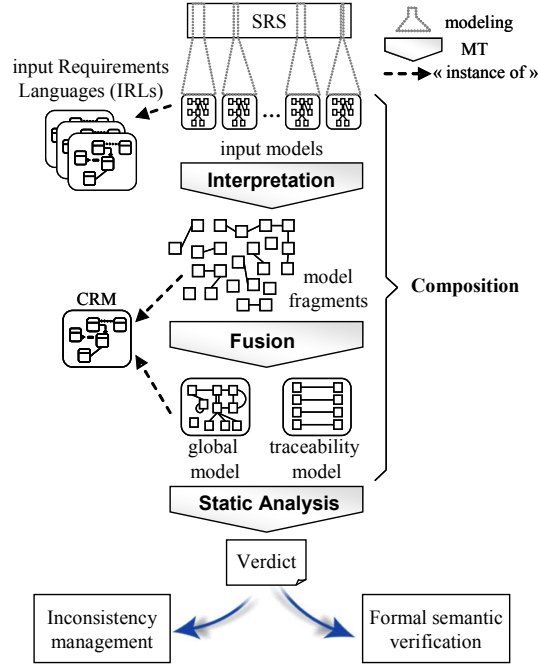 SRS
modeling
MT
« instance of »
input Requirements
Languages (IRLs)
...
input models
Interpretation
model
fragments
Composition
CRM
Fusion
global
model
traceability
model
Static Analysis
Verdict
Inconsistency
management
Formal semantic
verification